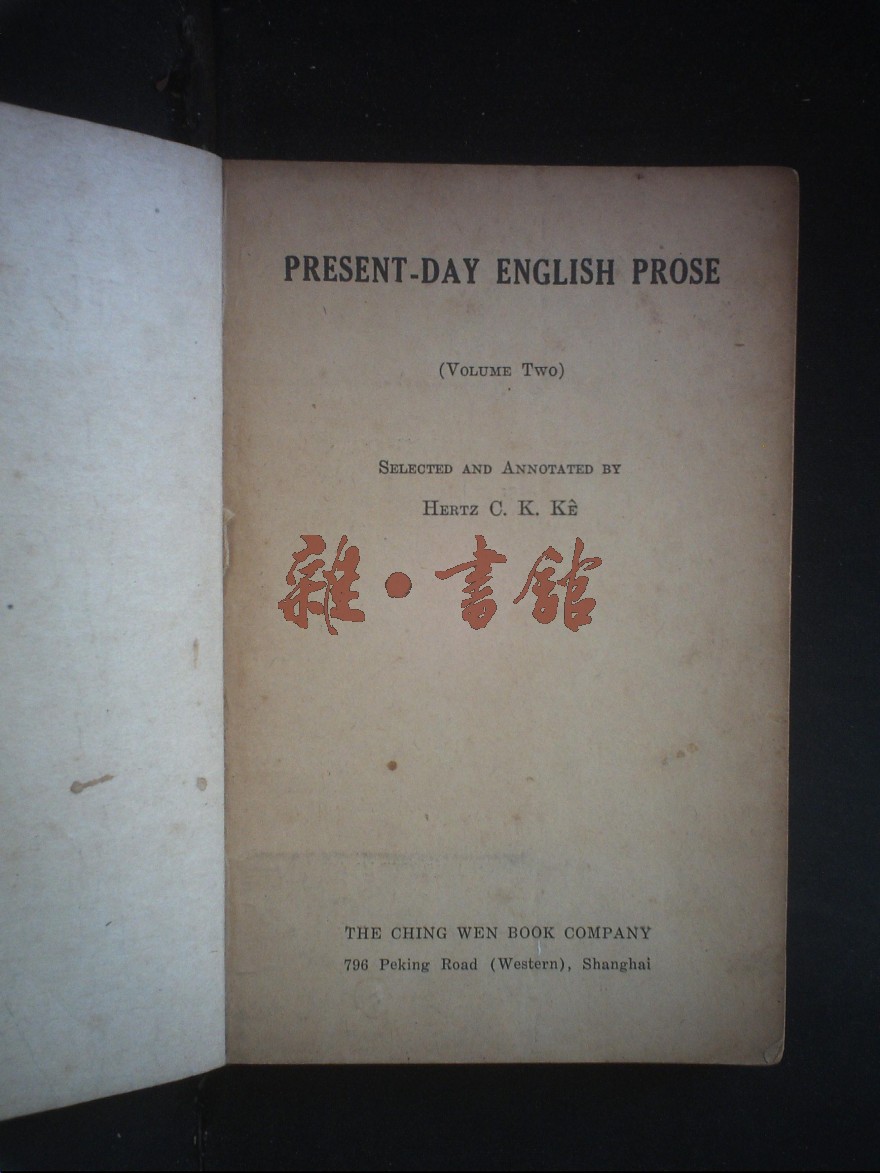 PRESENT-DAY ENGLISH PROSE
(VOLUME TWO)
SELECTED AND ANNOTATED BY
HERTZ C. K. KÊ
雜·書館
THE CHING WEN BOOK COMPANY
796 Peking Road (Western), Shanghai